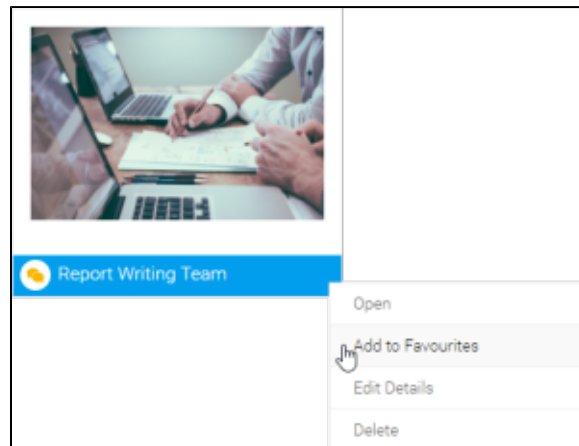 Report Writing Team
Open
Add to Favourites
Edit Details
Delete